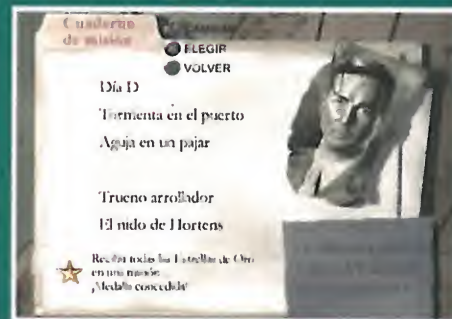 Cuaderno
de misión
ELEGIR
VOLVER
Día D
Tormenta en el puerto
Aguja en un pajar
Trueno arrollador
El nido de Hortens
Recibir todas las Estrellas de Oro
en una misión
¡Medalla concedida!